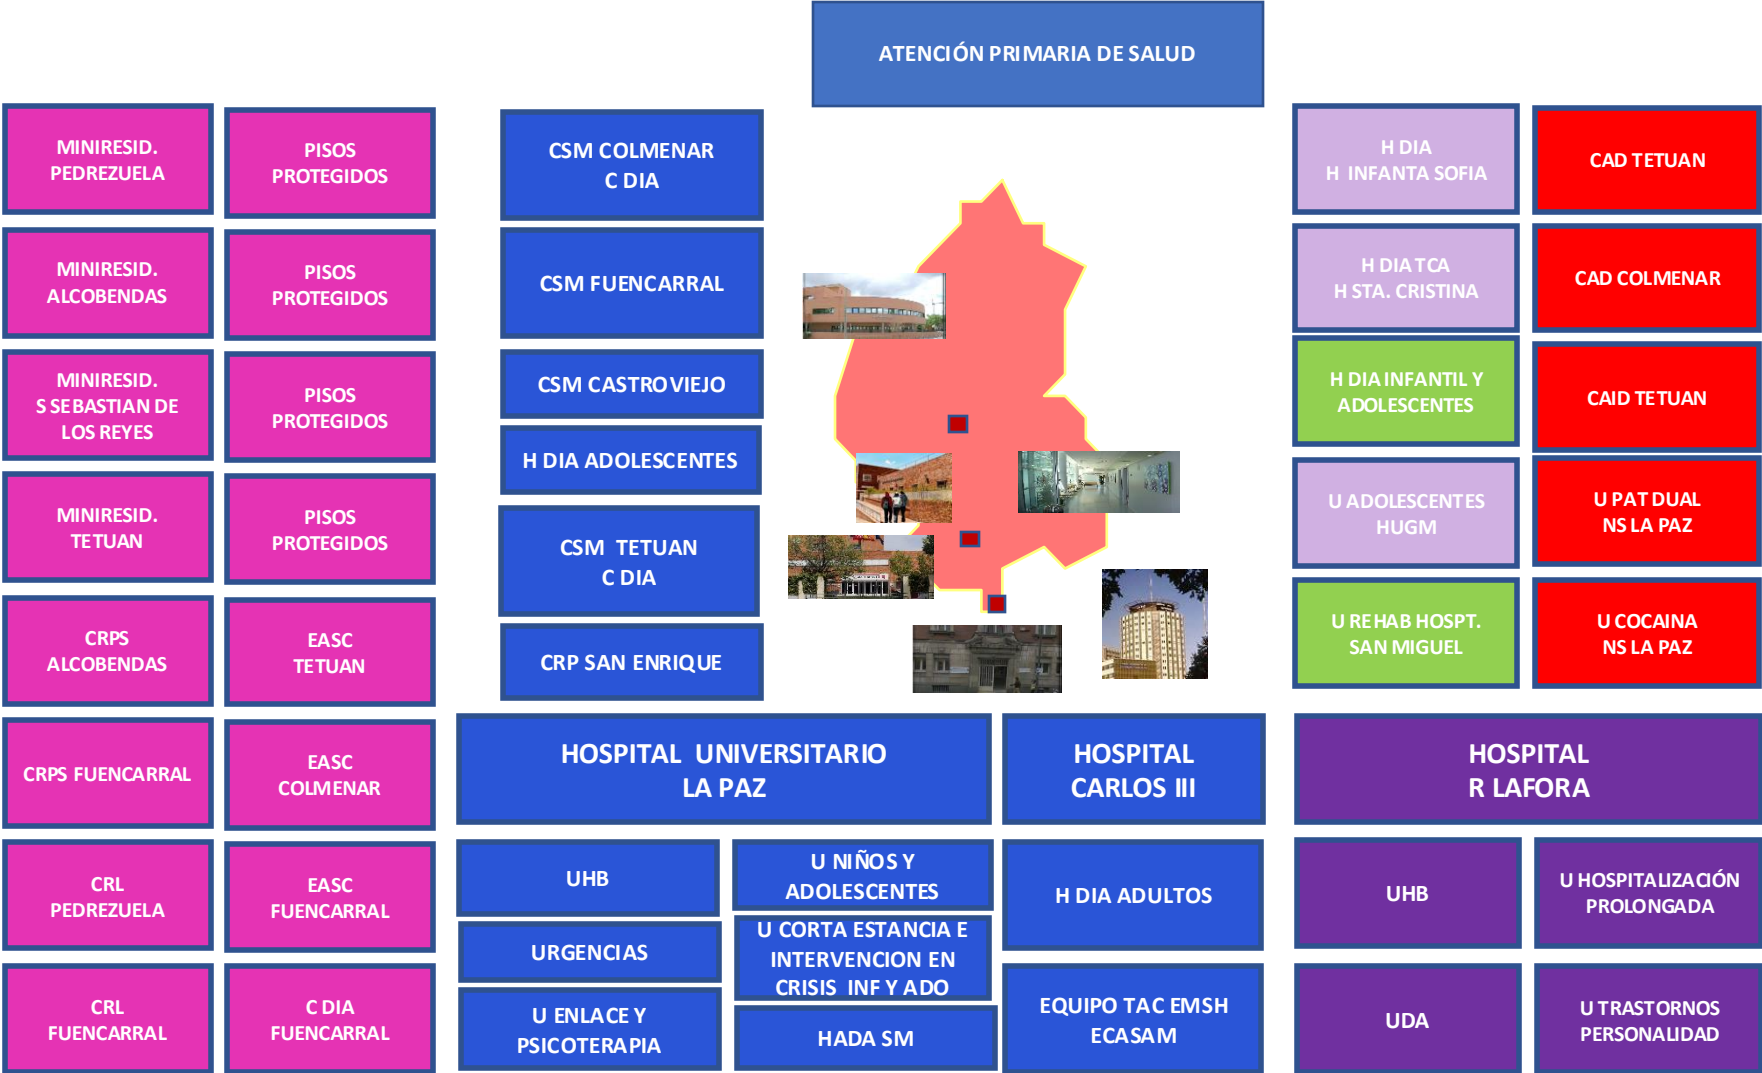 ATENCIÓN PRIMARIA DE SALUD
MINIRESID.
PEDREZUELA
PISOS
PROTEGIDOS
MINIRESID.
ALCOBENDAS
PISOS
PROTEGIDOS
MINIRESID.
S SEBASTIAN DE
LOS REYES
PISOS
PROTEGIDOS
MINIRESID.
TETUAN
PISOS
PROTEGIDOS
CRPS
ALCOBENDAS
EASC
TETUAN
CRPS FUENCARRAL
EASC
COLMENAR
CRL
PEDREZUELA
EASC
FUENCARRAL
CRL
FUENCARRAL
C DIA
FUENCARRAL
CSM COLMENAR
C DIA
CSM FUENCARRAL
CSM CASTROVIEJO
H DIA ADOLESCENTES
CSM TETUAN
C DIA
CRP SAN ENRIQUE
H DIA
H INFANTA SOFIA
CAD TETUAN
H DIA TCA
H STA. CRISTINA
CAD COLMENAR
H DIA INFANTIL Y
ADOLESCENTES
CAID TETUAN
U ADOLESCENTES
HUGM
U PAT DUAL
NS LA PAZ
U REHAB HOSPT.
SAN MIGUEL
U COCAINA
NS LA PAZ
HOSPITAL UNIVERSITARIO
LA PAZ
HOSPITAL
CARLOS III
HOSPITAL
R LAFORA
UHB
URGENCIAS
U ENLACE Y
PSICOTERAPIA
U NIÑOS Y
ADOLESCENTES
U CORTA ESTANCIA E
INTERVENCION EN
CRISIS INF Y ADO
HADA SM
H DIA ADULTOS
EQUIPO TAC EMSH
ECASAM
UHB
U HOSPITALIZACIÓN
PROLONGADA
UDA
U TRASTORNOS
PERSONALIDAD